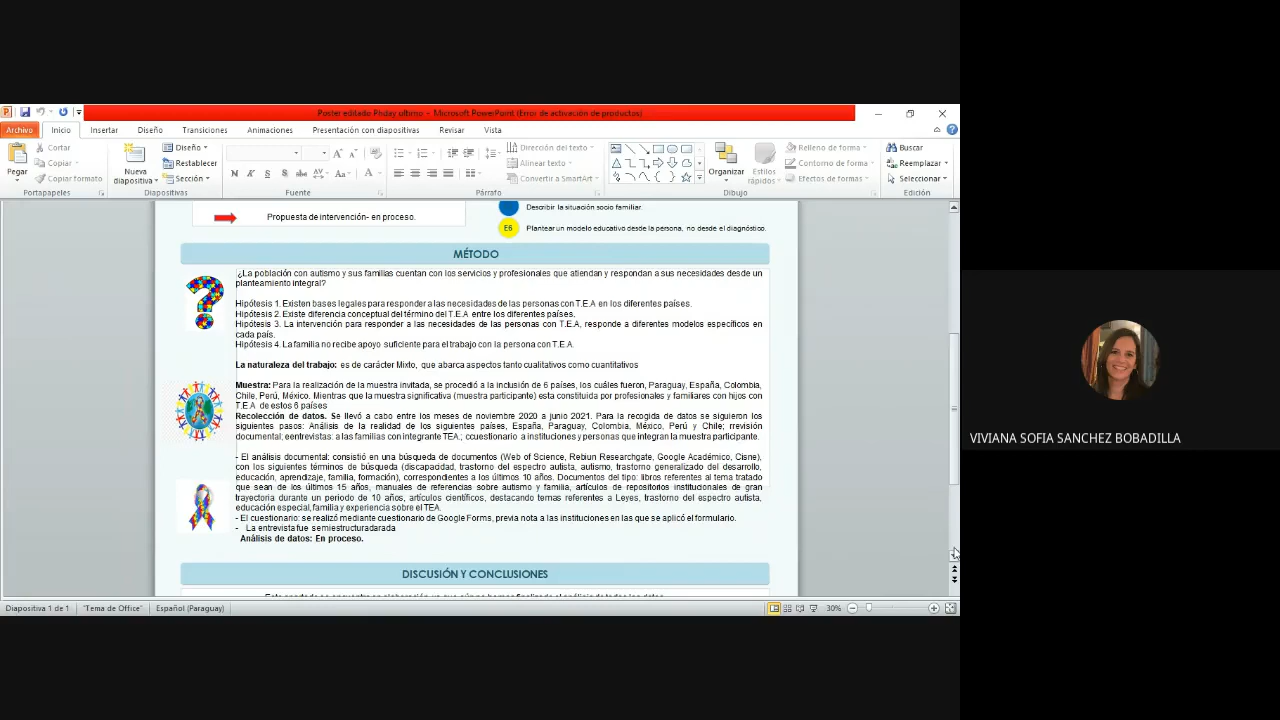 Poster editado Phday ultimo - Microsoft PowerPoint (Error de activación de productos)
Archivo Inicio Insertar Diseño Transiciones Animaciones Presentación con diapositivas Revisar Vista
Pegar
Cortar
Copiar
Copiar formato
Portapapeles
Nueva diapositiva
Diseño
Restablecer
Sección
Diapositivas
N K S abc AV Aa A
Fuente
Dirección del texto
Alinear texto
Convertir a SmartArt
Párrafo
Organizar
Estilos rápidos
Relleno de forma
Contorno de forma
Efectos de formas
Dibujo
Buscar
Reemplazar
Seleccionar
Edición
Propuesta de intervención- en proceso.
Describir la situación socio familiar.
E6 Plantear un modelo educativo desde la persona, no desde el diagnóstico.
MÉTODO
¿La población con autismo y sus familias cuentan con los servicios y profesionales que atiendan y respondan a sus necesidades desde un
planteamiento integral?
Hipótesis 1. Existen bases legales para responder a las necesidades de las personas con T.E.A en los diferentes países.
Hipótesis 2. Existe diferencia conceptual del término del T.E.A entre los diferentes países.
Hipótesis 3. La intervención para responder a las necesidades de las personas con T.E.A, responde a diferentes modelos específicos en
cada país.
Hipótesis 4. La familia no recibe apoyo suficiente para el trabajo con la persona con T.E.A.
La naturaleza del trabajo: es de carácter Mixto, que abarca aspectos tanto cualitativos como cuantitativos
Muestra: Para la realización de la muestra invitada, se procedió a la inclusión de 6 países, los cuáles fueron, Paraguay, España, Colombia,
Chile, Perú, México. Mientras que la muestra significativa (muestra participante) esta constituida por profesionales y familiares con hijos con
T.E.A de estos 6 países
Recolección de datos. Se llevó a cabo entre los meses de noviembre 2020 a junio 2021. Para la recogida de datos se siguieron los
siguientes pasos: Análisis de la realidad de los siguientes países, España, Paraguay, Colombia, México, Perú y Chile; rrevisión
documental; eentrevistas: a las familias con integrante TEA.; ccuestionario a instituciones y personas que integran la muestra participante.
- El análisis documental: consistió en una búsqueda de documentos (Web of Science, Rebiun Researchgate, Google Académico, Cisne),
con los siguientes términos de búsqueda (discapacidad, trastorno del espectro autista, autismo, trastorno generalizado del desarrollo,
educación, aprendizaje, familia, formación), correspondientes a los últimos 10 años. Documentos del tipo: libros referentes al tema tratado
que sean de los últimos 15 años, manuales de referencias sobre autismo y familia, artículos de repositorios institucionales de gran
trayectoria durante un periodo de 10 años, artículos científicos, destacando temas referentes a Leyes, trastorno del espectro autista,
educación especial, familia y experiencia sobre el TEA.
- El cuestionario: se realizó mediante cuestionario de Google Forms, previa nota a las instituciones en las que se aplicó el formulario.
- La entrevista fue semiestructuradarada
Análisis de datos: En proceso.
DISCUSIÓN Y CONCLUSIONES
Diapositiva 1 de 1 "Tema de Office" Español (Paraguay) 30%
VIVIANA SOFIA SANCHEZ BOBADILLA